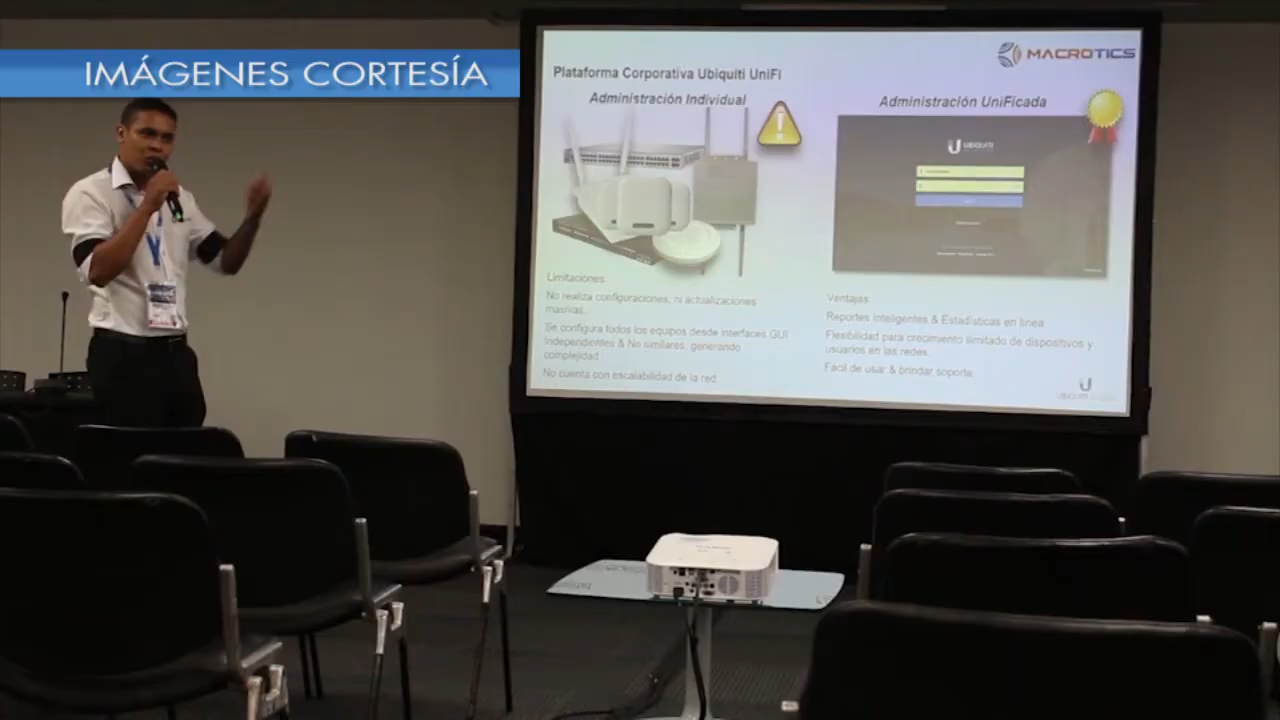 IMÁGENES CORTESÍA
MACROTICS
Plataforma Corporativa Ubiquiti UniFi
Administración Individual
Administración UniFicada
UBIQUITI
Limitaciones:
No realiza configuraciones, ni actualizaciones
masivas.
Se configura todos los equipos desde interfaces GUI
Independientes & No similares, generando
complejidad.
No cuenta con escalabilidad de la red.
Ventajas:
Reportes Inteligentes & Estadísticas en línea
Flexibilidad para crecimiento ilimitado de dispositivos y
usuarios en las redes.
Facil de usar & brindar soporte.
UBIQUITI